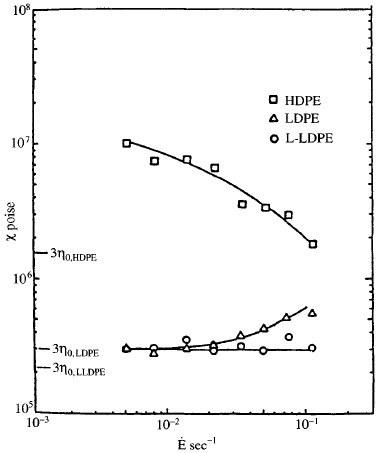 10⁸
HDPE
LDPE
L-LDPE
10⁷
χ poise
3η₀,HDPE
10⁶
3η₀,LDPE
3η₀,LLDPE
10⁵
10⁻³
10⁻²
10⁻¹
Ė sec⁻¹